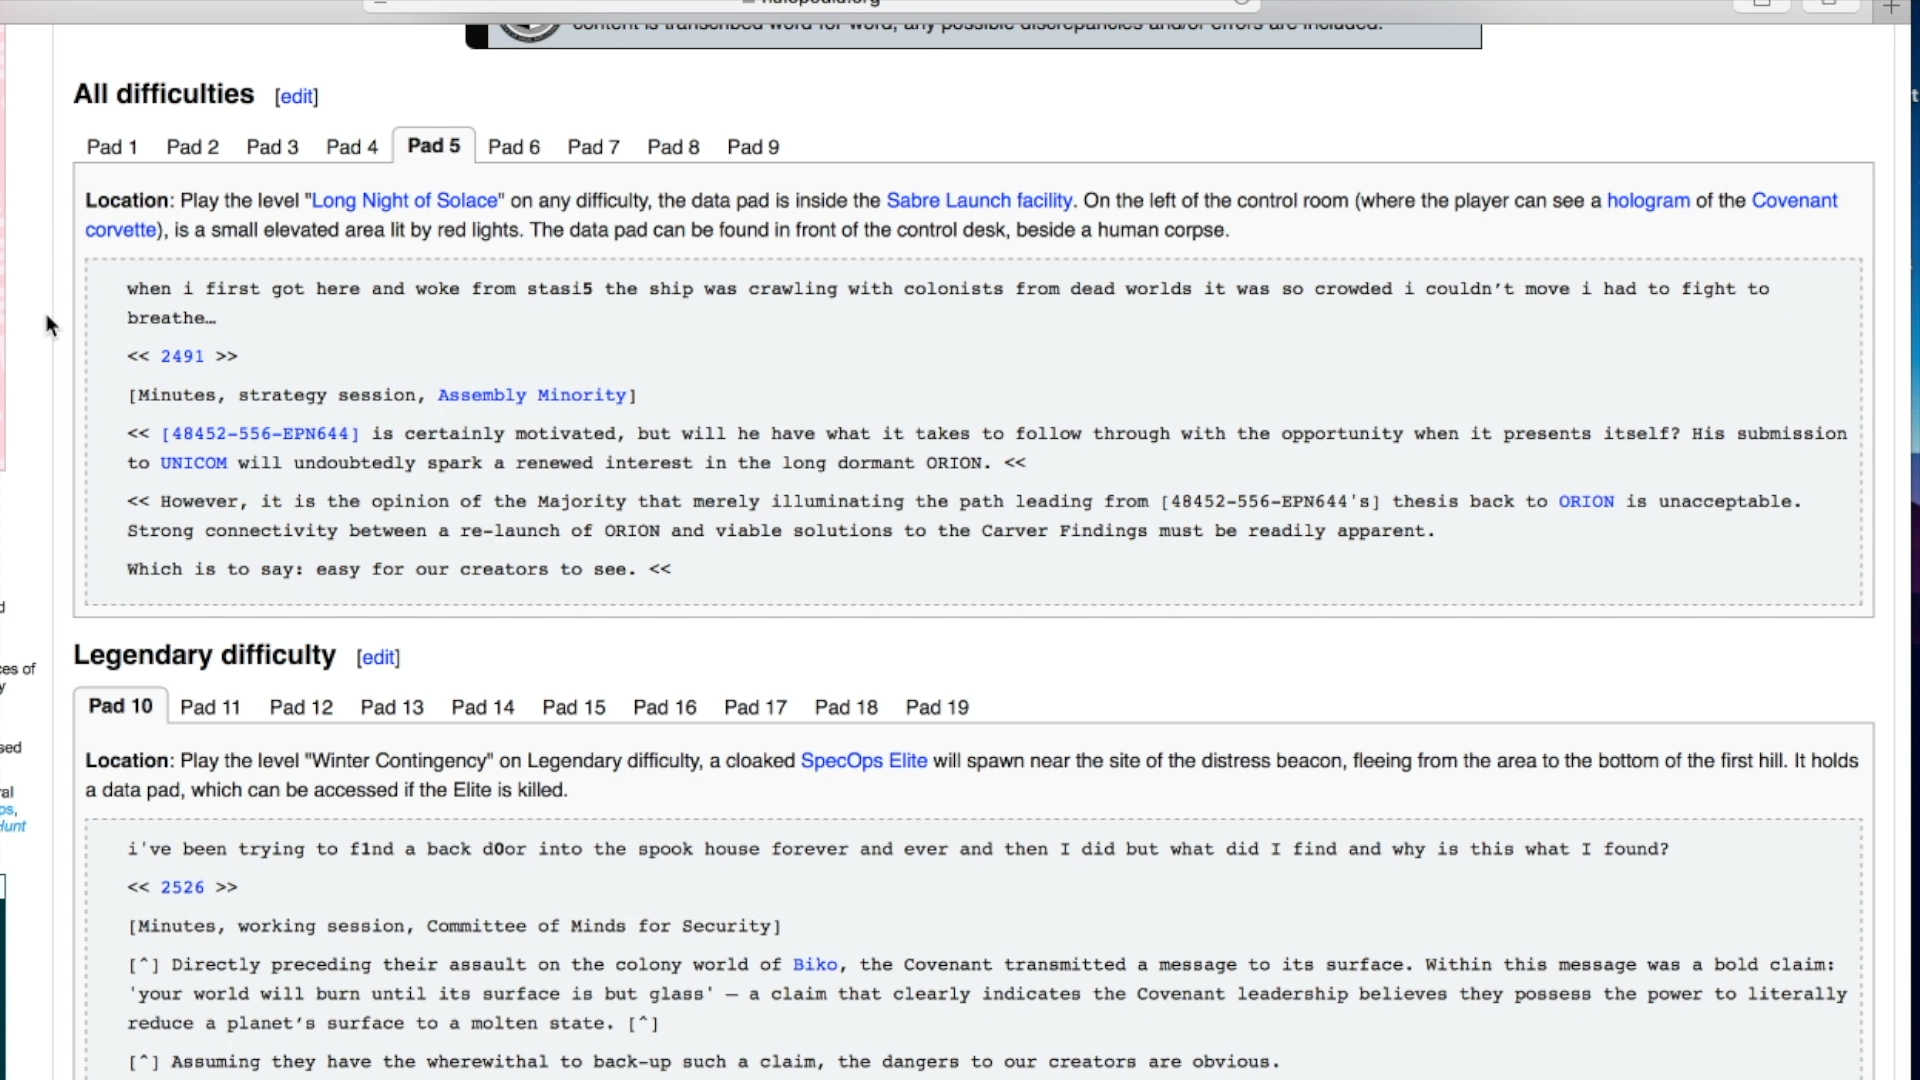 halopedia.org
content is transcribed word for word, any possible discrepancies and/or errors are included.
All difficulties [edit]
Pad 1 Pad 2 Pad 3 Pad 4 Pad 5 Pad 6 Pad 7 Pad 8 Pad 9
Location: Play the level "Long Night of Solace" on any difficulty, the data pad is inside the Sabre Launch facility. On the left of the control room (where the player can see a hologram of the Covenant
corvette), is a small elevated area lit by red lights. The data pad can be found in front of the control desk, beside a human corpse.
when i first got here and woke from stasi5 the ship was crawling with colonists from dead worlds it was so crowded i couldn’t move i had to fight to
breathe…
<< 2491 >>
[Minutes, strategy session, Assembly Minority]
<< [48452-556-EPN644] is certainly motivated, but will he have what it takes to follow through with the opportunity when it presents itself? His submission
to UNICOM will undoubtedly spark a renewed interest in the long dormant ORION. <<
<< However, it is the opinion of the Majority that merely illuminating the path leading from [48452-556-EPN644's] thesis back to ORION is unacceptable.
Strong connectivity between a re-launch of ORION and viable solutions to the Carver Findings must be readily apparent.
Which is to say: easy for our creators to see. <<
Legendary difficulty [edit]
Pad 10 Pad 11 Pad 12 Pad 13 Pad 14 Pad 15 Pad 16 Pad 17 Pad 18 Pad 19
Location: Play the level "Winter Contingency" on Legendary difficulty, a cloaked SpecOps Elite will spawn near the site of the distress beacon, fleeing from the area to the bottom of the first hill. It holds
a data pad, which can be accessed if the Elite is killed.
i've been trying to f1nd a back d0or into the spook house forever and ever and then I did but what did I find and why is this what I found?
<< 2526 >>
[Minutes, working session, Committee of Minds for Security]
[^] Directly preceding their assault on the colony world of Biko, the Covenant transmitted a message to its surface. Within this message was a bold claim:
'your world will burn until its surface is but glass' — a claim that clearly indicates the Covenant leadership believes they possess the power to literally
reduce a planet’s surface to a molten state. [^]
[^] Assuming they have the wherewithal to back-up such a claim, the dangers to our creators are obvious.